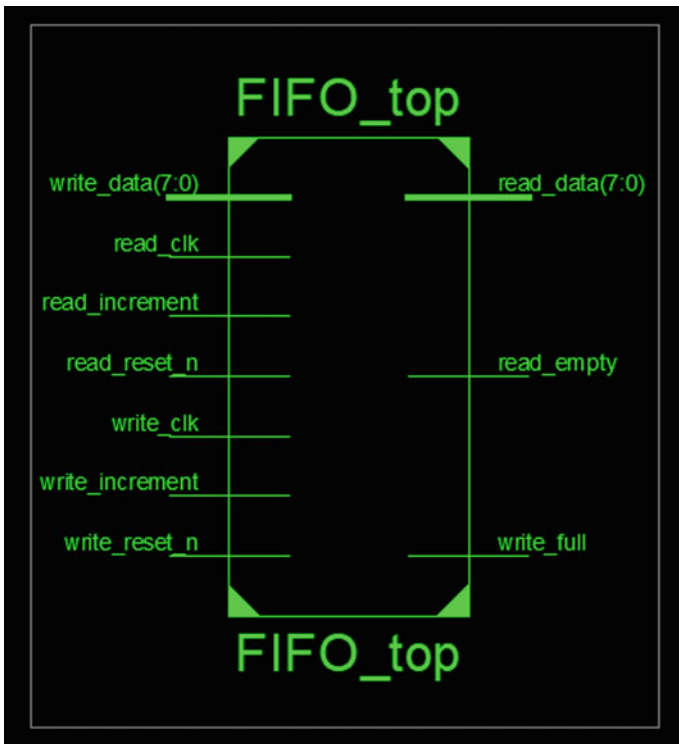 FIFO_top
write_data(7:0)
read_data(7:0)
read_clk
read_increment
read_reset_n
read_empty
write_clk
write_increment
write_reset_n
write_full
FIFO_top